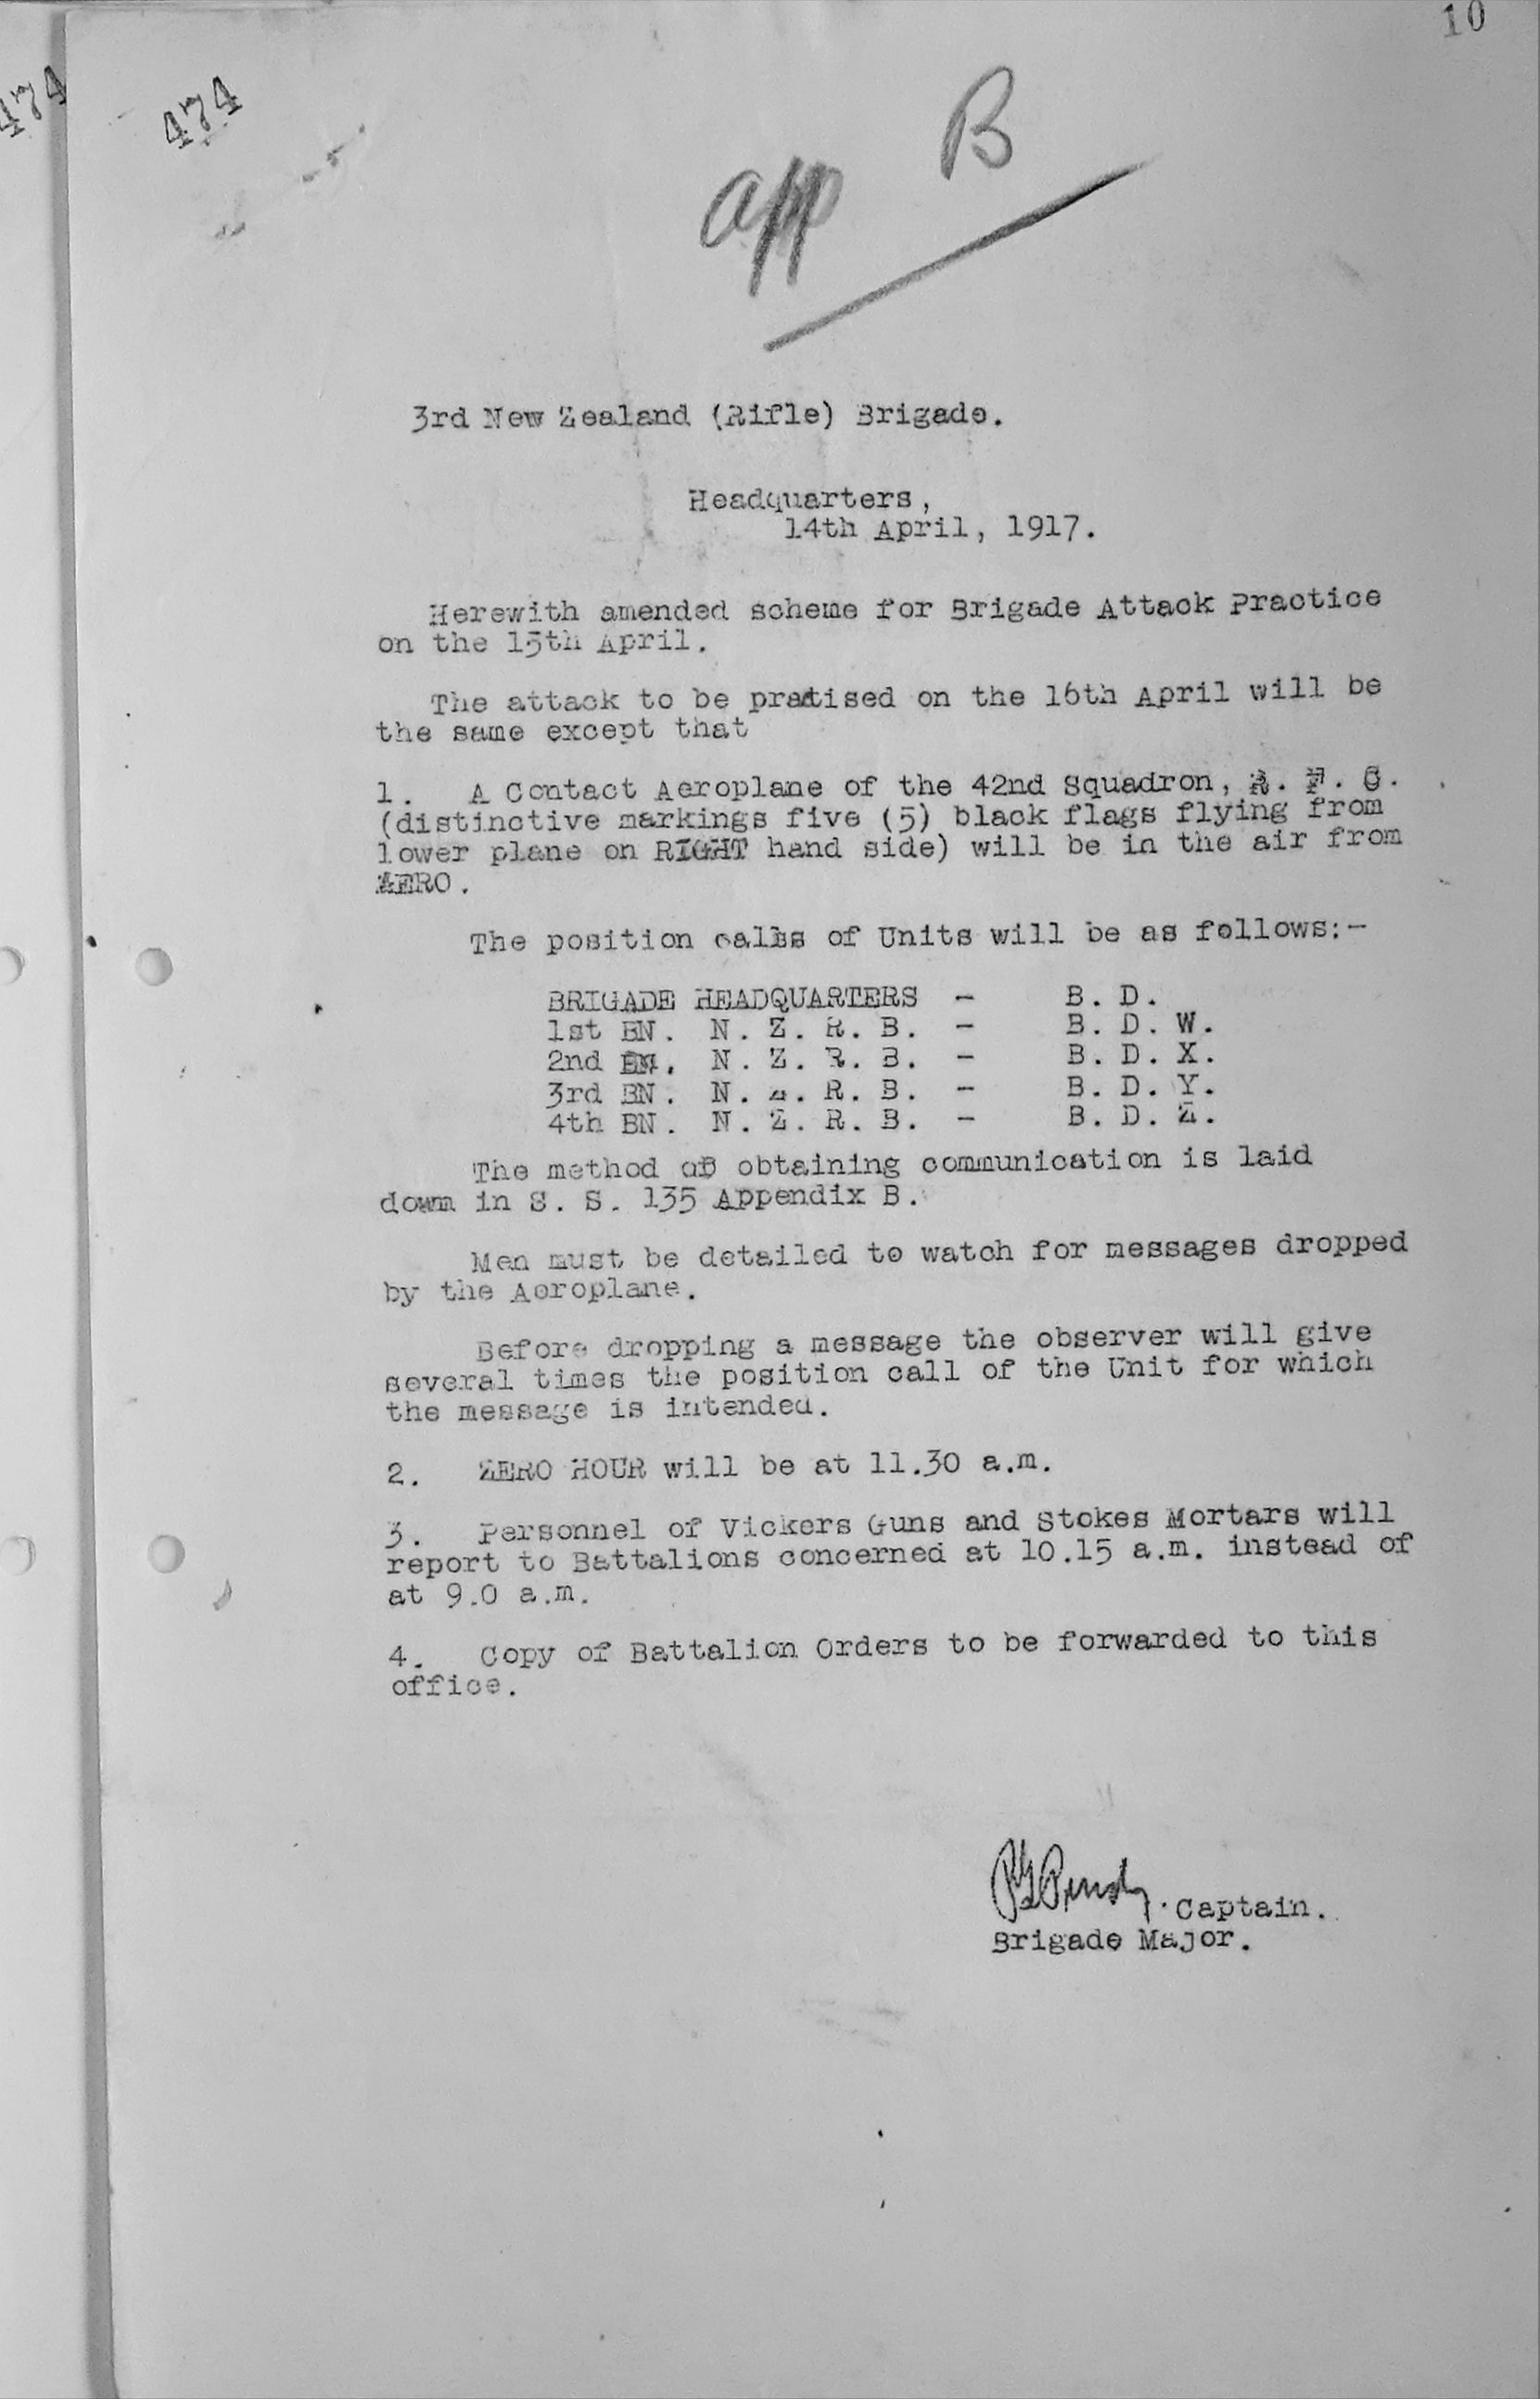 10
474
474
app B
3rd New Zealand (Rifle) Brigade.
Headquarters,
14th April, 1917.
Herewith amended scheme for Brigade Attack Practice
on the 15th April.
The attack to be pratised on the 16th April will be
the same except that
1. A Contact Aeroplane of the 42nd Squadron, R. F. C.
(distinctive markings five (5) black flags flying from
lower plane on RIGHT hand side) will be in the air from
ZERO.
The position calls of Units will be as follows:-
BRIGADE HEADQUARTERS - B. D.
1st BN. N. Z. R. B. - B. D. W.
2nd BN. N. Z. R. B. - B. D. X.
3rd BN. N. Z. R. B. - B. D. Y.
4th BN. N. Z. R. B. - B. D. Z.
The method of obtaining communication is laid
down in S. S. 135 Appendix B.
Men must be detailed to watch for messages dropped
by the Aeroplane.
Before dropping a message the observer will give
several times the position call of the Unit for which
the message is intended.
2. ZERO HOUR will be at 11.30 a.m.
3. Personnel of Vickers Guns and Stokes Mortars will
report to Battalions concerned at 10.15 a.m. instead of
at 9.0 a.m.
4. Copy of Battalion Orders to be forwarded to this
office.
Captain.
Brigade Major.